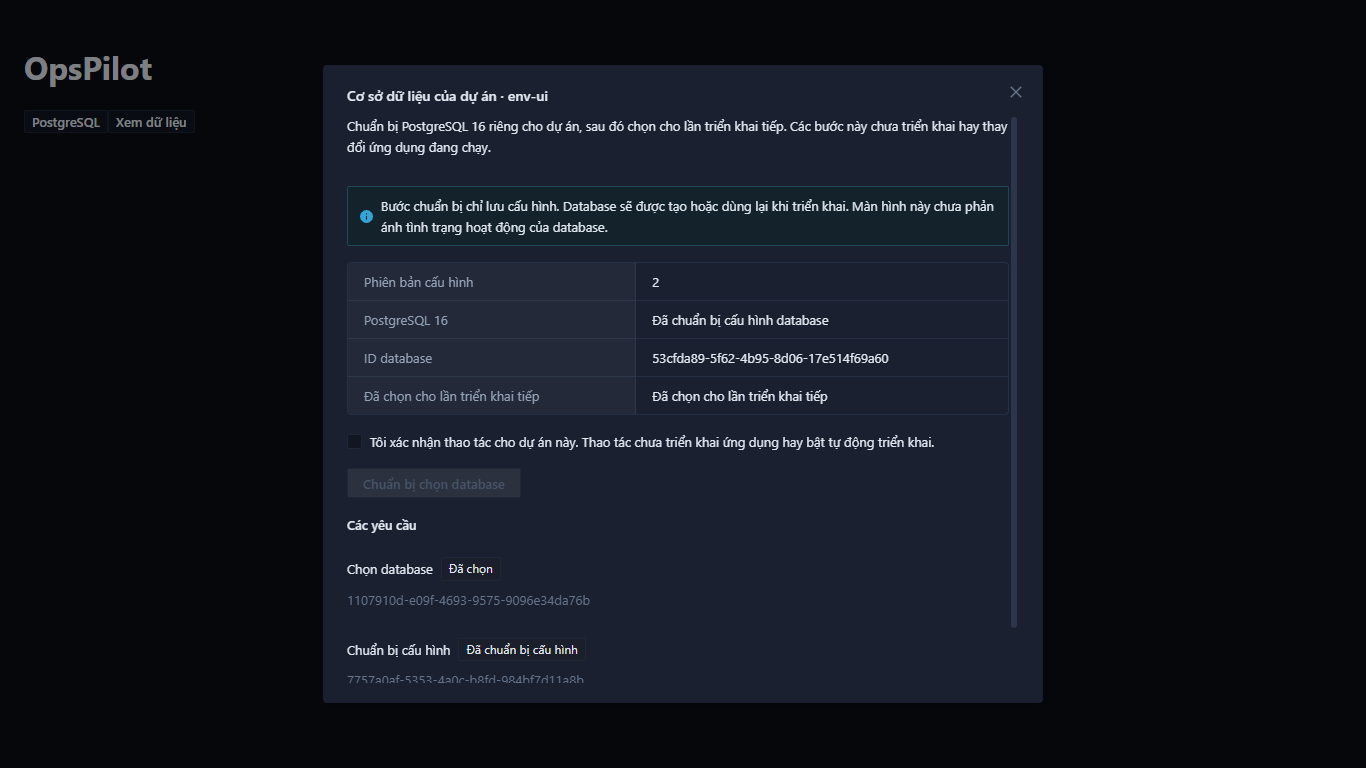 OpsPilot
PostgreSQL
Xem dữ liệu
Cơ sở dữ liệu của dự án · env-ui
Chuẩn bị PostgreSQL 16 riêng cho dự án, sau đó chọn cho lần triển khai tiếp. Các bước này chưa triển khai hay thay
đổi ứng dụng đang chạy.
Bước chuẩn bị chỉ lưu cấu hình. Database sẽ được tạo hoặc dùng lại khi triển khai. Màn hình này chưa phản
ánh tình trạng hoạt động của database.
Phiên bản cấu hình
2
PostgreSQL 16
Đã chuẩn bị cấu hình database
ID database
53cfda89-5f62-4b95-8d06-17e514f69a60
Đã chọn cho lần triển khai tiếp
Đã chọn cho lần triển khai tiếp
Tôi xác nhận thao tác cho dự án này. Thao tác chưa triển khai ứng dụng hay bật tự động triển khai.
Chuẩn bị chọn database
Các yêu cầu
Chọn database
Đã chọn
1107910d-e09f-4693-9575-9096e34da76b
Chuẩn bị cấu hình
Đã chuẩn bị cấu hình
7757a0af-5353-4a0c-b8fd-984bf7d11a8b